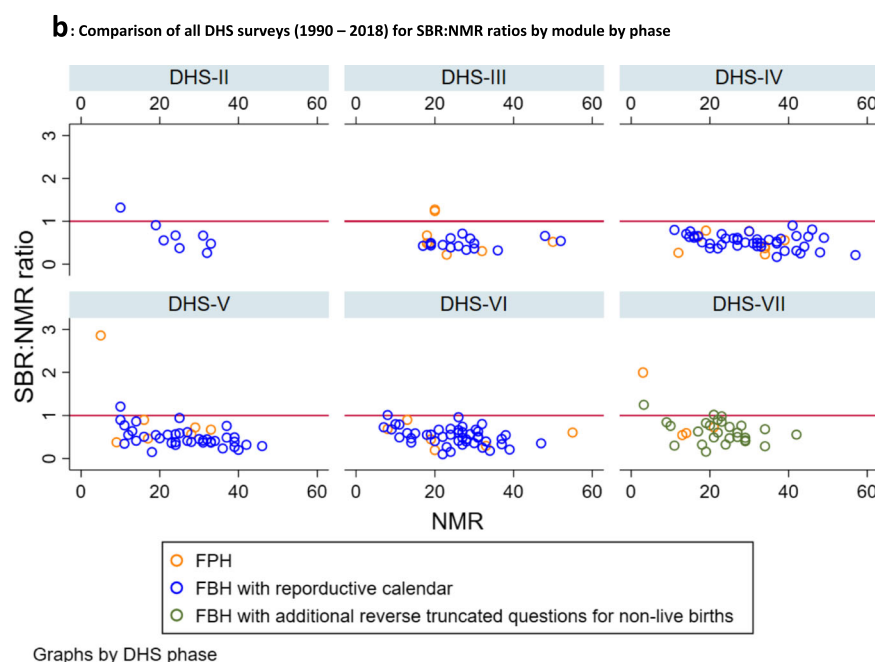 b: Comparison of all DHS surveys (1990 – 2018) for SBR:NMR ratios by module by phase
DHS-II DHS-III DHS-IV
0 20 40 60 0 20 40 60 0 20 40 60
3
2
1
0
DHS-V DHS-VI DHS-VII
3
2
1
0
SBR:NMR ratio
0 20 40 60 0 20 40 60 0 20 40 60
NMR
FPH
FBH with reporductive calendar
FBH with additional reverse truncated questions for non-live births
Graphs by DHS phase